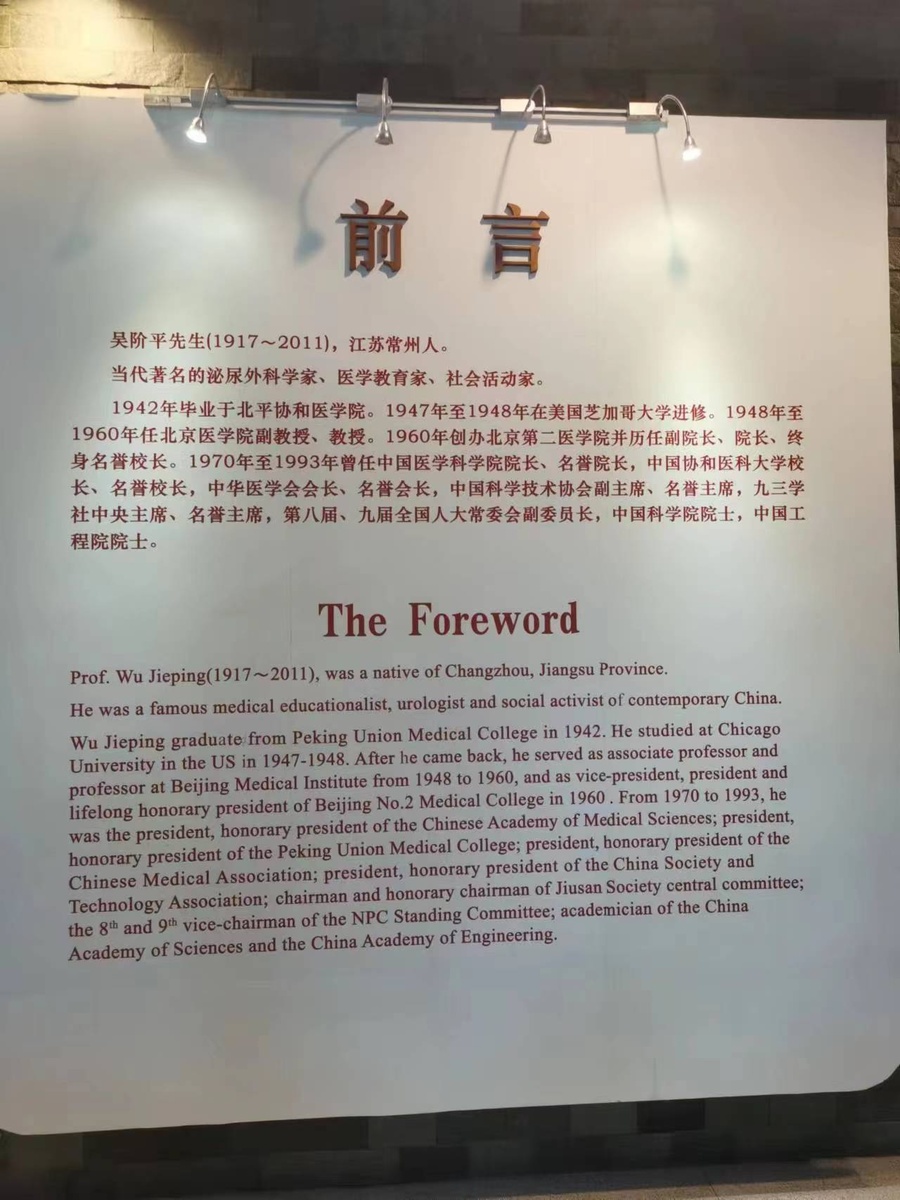 前 言
吴阶平先生(1917～2011)，江苏常州人。
当代著名的泌尿外科学家、医学教育家、社会活动家。
1942年毕业于北平协和医学院。1947年至1948年在美国芝加哥大学进修。1948年至
1960年任北京医学院副教授、教授。1960年创办北京第二医学院并历任副院长、院长、终
身名誉校长。1970年至1993年曾任中国医学科学院院长、名誉院长，中国协和医科大学校
长、名誉校长，中华医学会会长、名誉会长，中国科学技术协会副主席、名誉主席，九三学
社中央主席、名誉主席，第八届、九届全国人大常委会副委员长，中国科学院院士，中国工
程院院士。
The Foreword
Prof. Wu Jieping(1917～2011), was a native of Changzhou, Jiangsu Province.
He was a famous medical educationalist, urologist and social activist of contemporary China.
Wu Jieping graduate from Peking Union Medical College in 1942. He studied at Chicago
University in the US in 1947-1948. After he came back, he served as associate professor and
professor at Beijing Medical Institute from 1948 to 1960, and as vice-president, president and
lifelong honorary president of Beijing No.2 Medical College in 1960 . From 1970 to 1993, he
was the president, honorary president of the Chinese Academy of Medical Sciences; president,
honorary president of the Peking Union Medical College; president, honorary president of the
Chinese Medical Association; president, honorary president of the China Society and
Technology Association; chairman and honorary chairman of Jiusan Society central committee;
the 8th and 9th vice-chairman of the NPC Standing Committee; academician of the China
Academy of Sciences and the China Academy of Engineering.